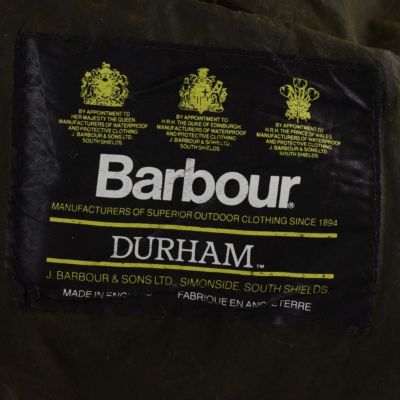 BY APPOINTMENT TO
HER MAJESTY THE QUEEN
MANUFACTURERS OF WATERPROOF
AND PROTECTIVE CLOTHING
J. BARBOUR & SONS LTD.
SOUTH SHIELDS.
BY APPOINTMENT TO
H.R.H. THE DUKE OF EDINBURGH
MANUFACTURERS OF WATERPROOF
AND PROTECTIVE CLOTHING
J. BARBOUR & SONS LTD.
SOUTH SHIELDS.
BY APPOINTMENT TO
H.R.H. THE PRINCE OF WALES
MANUFACTURERS OF WATERPROOF
AND PROTECTIVE CLOTHING
J. BARBOUR & SONS LTD.
SOUTH SHIELDS.
Barbour®
MANUFACTURERS OF SUPERIOR OUTDOOR CLOTHING SINCE 1894
DURHAM™
J. BARBOUR & SONS LTD., SIMONSIDE, SOUTH SHIELDS.
MADE IN ENGLAND FABRIQUE EN ANGLETERRE